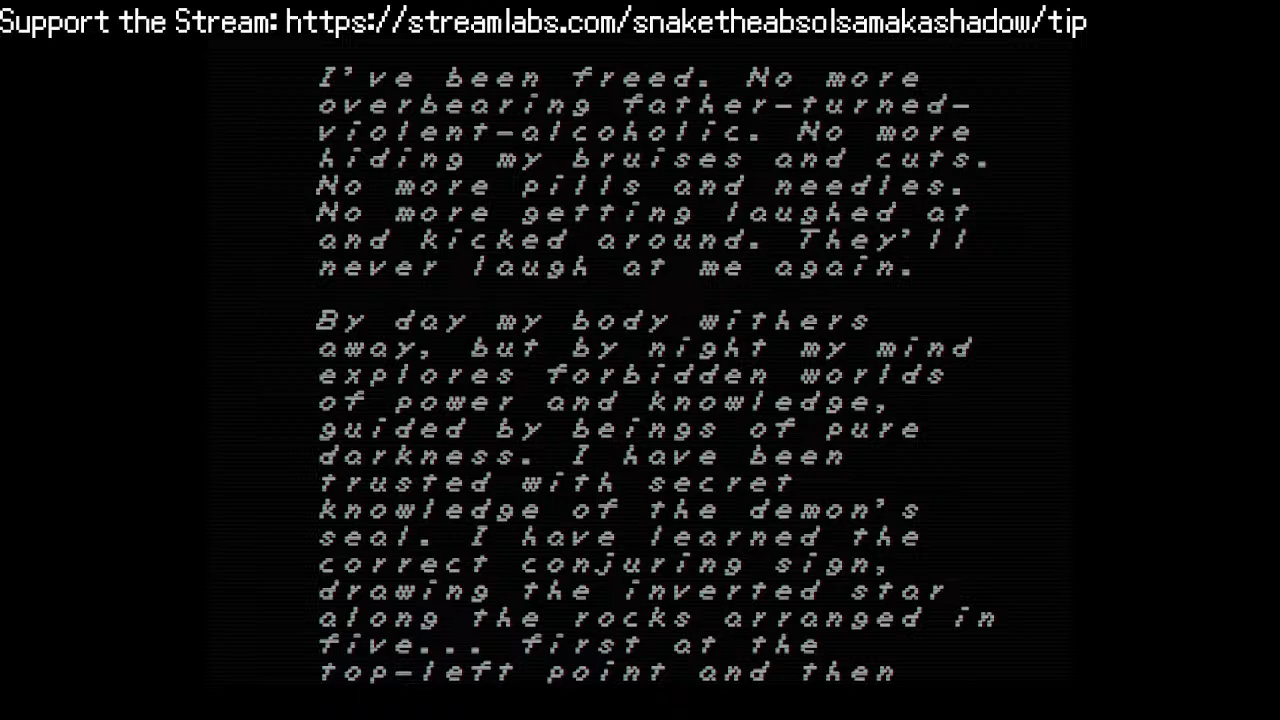 Support the Stream: https://streamlabs.com/snaketheabsolsamakashadow/tip
I've been freed. No more
overbearing father-turned-
violent-alcoholic. No more
hiding my bruises and cuts.
No more pills and needles.
No more getting laughed at
and kicked around. They'll
never laugh at me again.
By day my body withers
away, but by night my mind
explores forbidden worlds
of power and knowledge,
guided by beings of pure
darkness. I have been
trusted with secret
knowledge of the demon's
seal. I have learned the
correct conjuring sign,
drawing the inverted star
along the rocks arranged in
five... first at the
top-left point and then